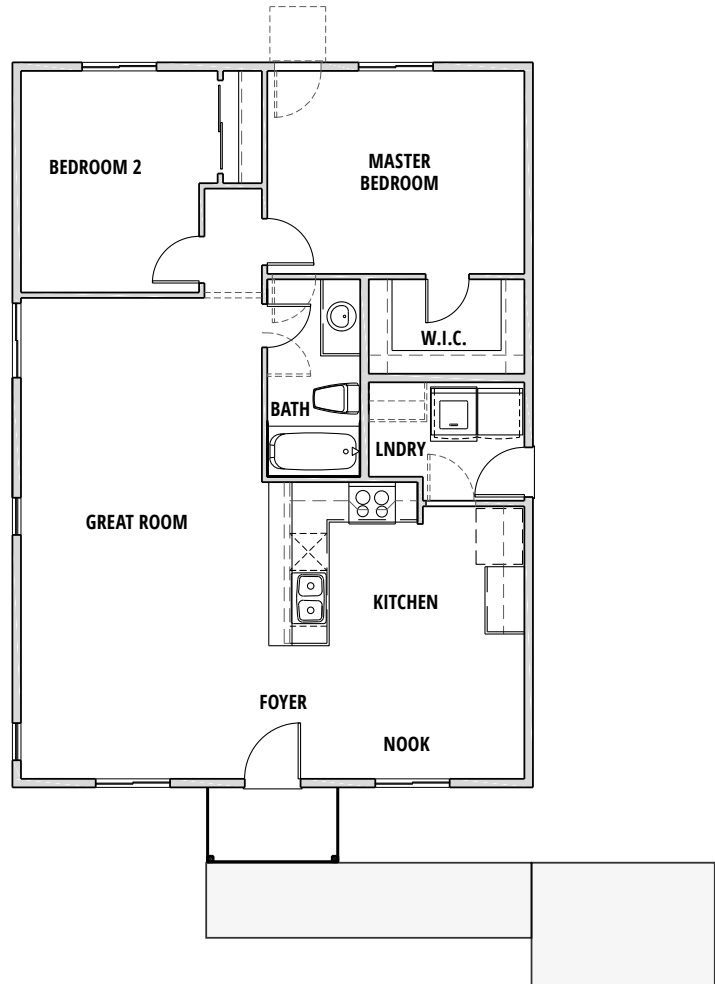 BEDROOM 2
MASTER
BEDROOM
W.I.C.
BATH
LNDRY
GREAT ROOM
KITCHEN
FOYER
NOOK